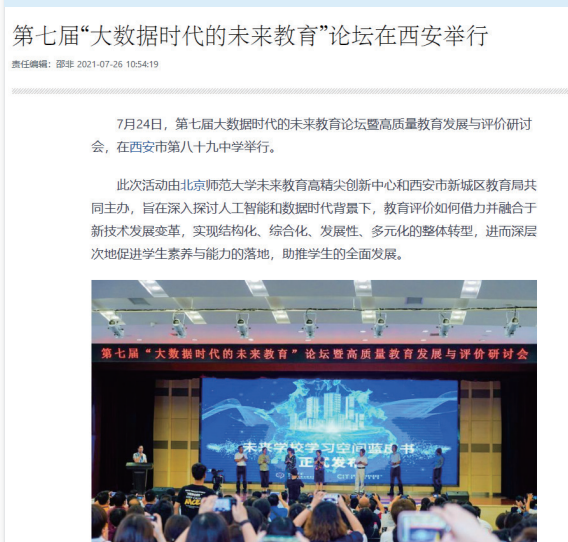 第七届“大数据时代的未来教育”论坛在西安举行
责任编辑：邵非 2021-07-26 10:54:19
7月24日，第七届大数据时代的未来教育论坛暨高质量教育发展与评价研讨
会，在西安市第八十九中学举行。
此次活动由北京师范大学未来教育高精尖创新中心和西安市新城区教育局共
同主办，旨在深入探讨人工智能和数据时代背景下，教育评价如何借力并融合于
新技术发展变革，实现结构化、综合化、发展性、多元化的整体转型，进而深层
次地促进学生素养与能力的落地，助推学生的全面发展。
第七届“大数据时代的未来教育”论坛暨高质量教育发展与评价研讨会
未来学校学习空间蓝皮书
正式发布